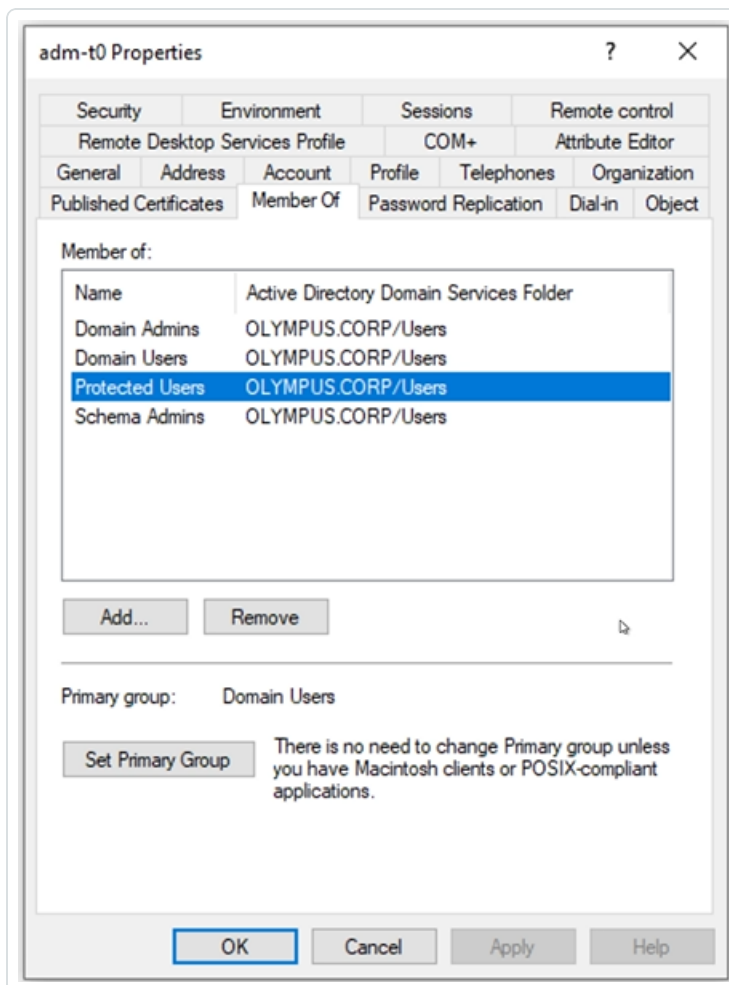 adm-t0 Properties ?
Security Environment Sessions Remote control
Remote Desktop Services Profile COM+ Attribute Editor
General Address Account Profile Telephones Organization
Published Certificates Member Of Password Replication Dial-in Object
Member of:
Name Active Directory Domain Services Folder
Domain Admins OLYMPUS.CORP/Users
Domain Users OLYMPUS.CORP/Users
Protected Users OLYMPUS.CORP/Users
Schema Admins OLYMPUS.CORP/Users
Add... Remove
Primary group: Domain Users
Set Primary Group
There is no need to change Primary group unless
you have Macintosh clients or POSIX-compliant
applications.
OK Cancel Apply Help